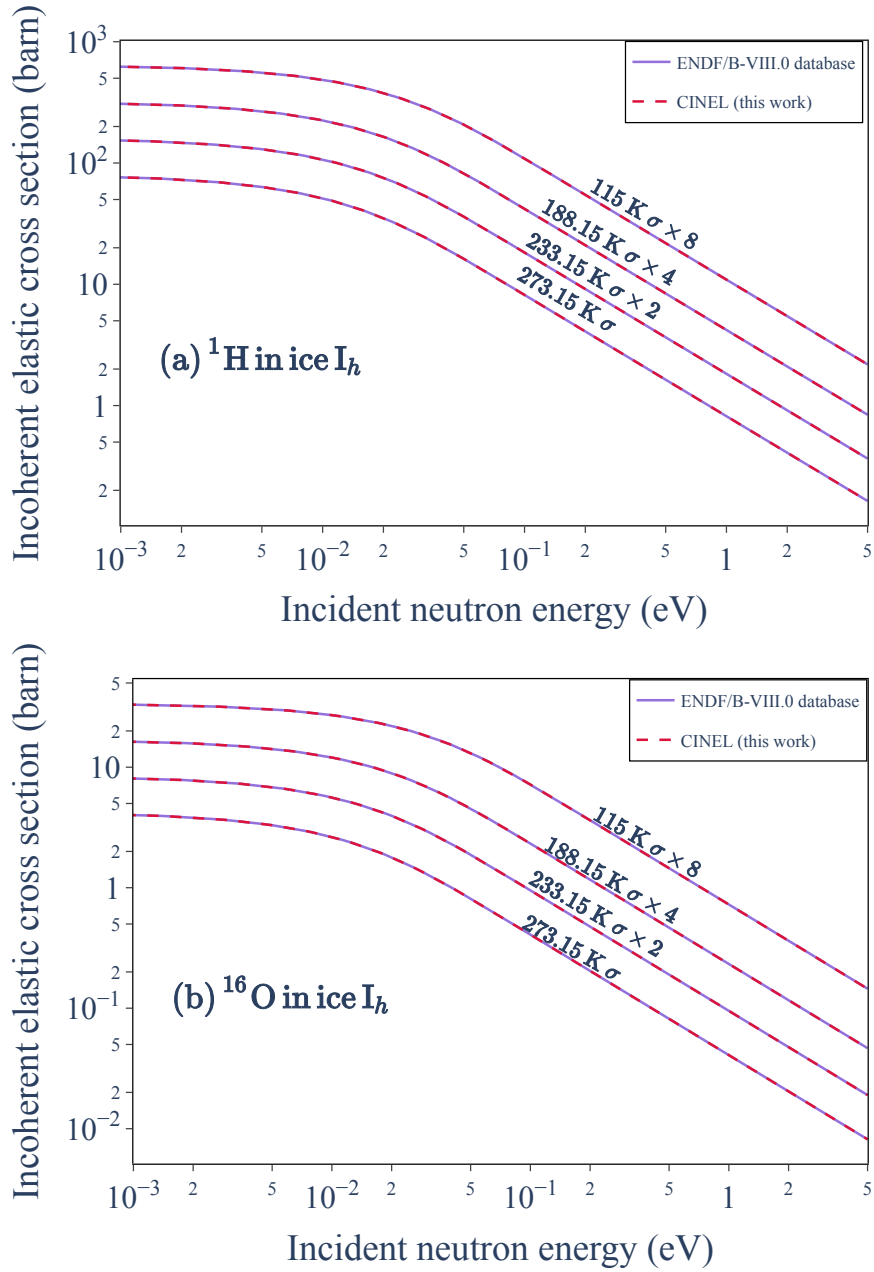 Incoherent elastic cross section (barn)
10³
5
2
10²
5
2
10
5
2
1
5
2
ENDF/B-VIII.0 database
CINEL (this work)
115 K σ × 8
188.15 K σ × 4
233.15 K σ × 2
273.15 K σ
(a) ¹H in ice Iₕ
10⁻³ 2 5 10⁻² 2 5 10⁻¹ 2 5 1 2 5
Incident neutron energy (eV)
Incoherent elastic cross section (barn)
5
2
10
5
2
1
5
2
10⁻¹
5
2
10⁻²
ENDF/B-VIII.0 database
CINEL (this work)
115 K σ × 8
188.15 K σ × 4
233.15 K σ × 2
273.15 K σ
(b) ¹⁶O in ice Iₕ
10⁻³ 2 5 10⁻² 2 5 10⁻¹ 2 5 1 2 5
Incident neutron energy (eV)